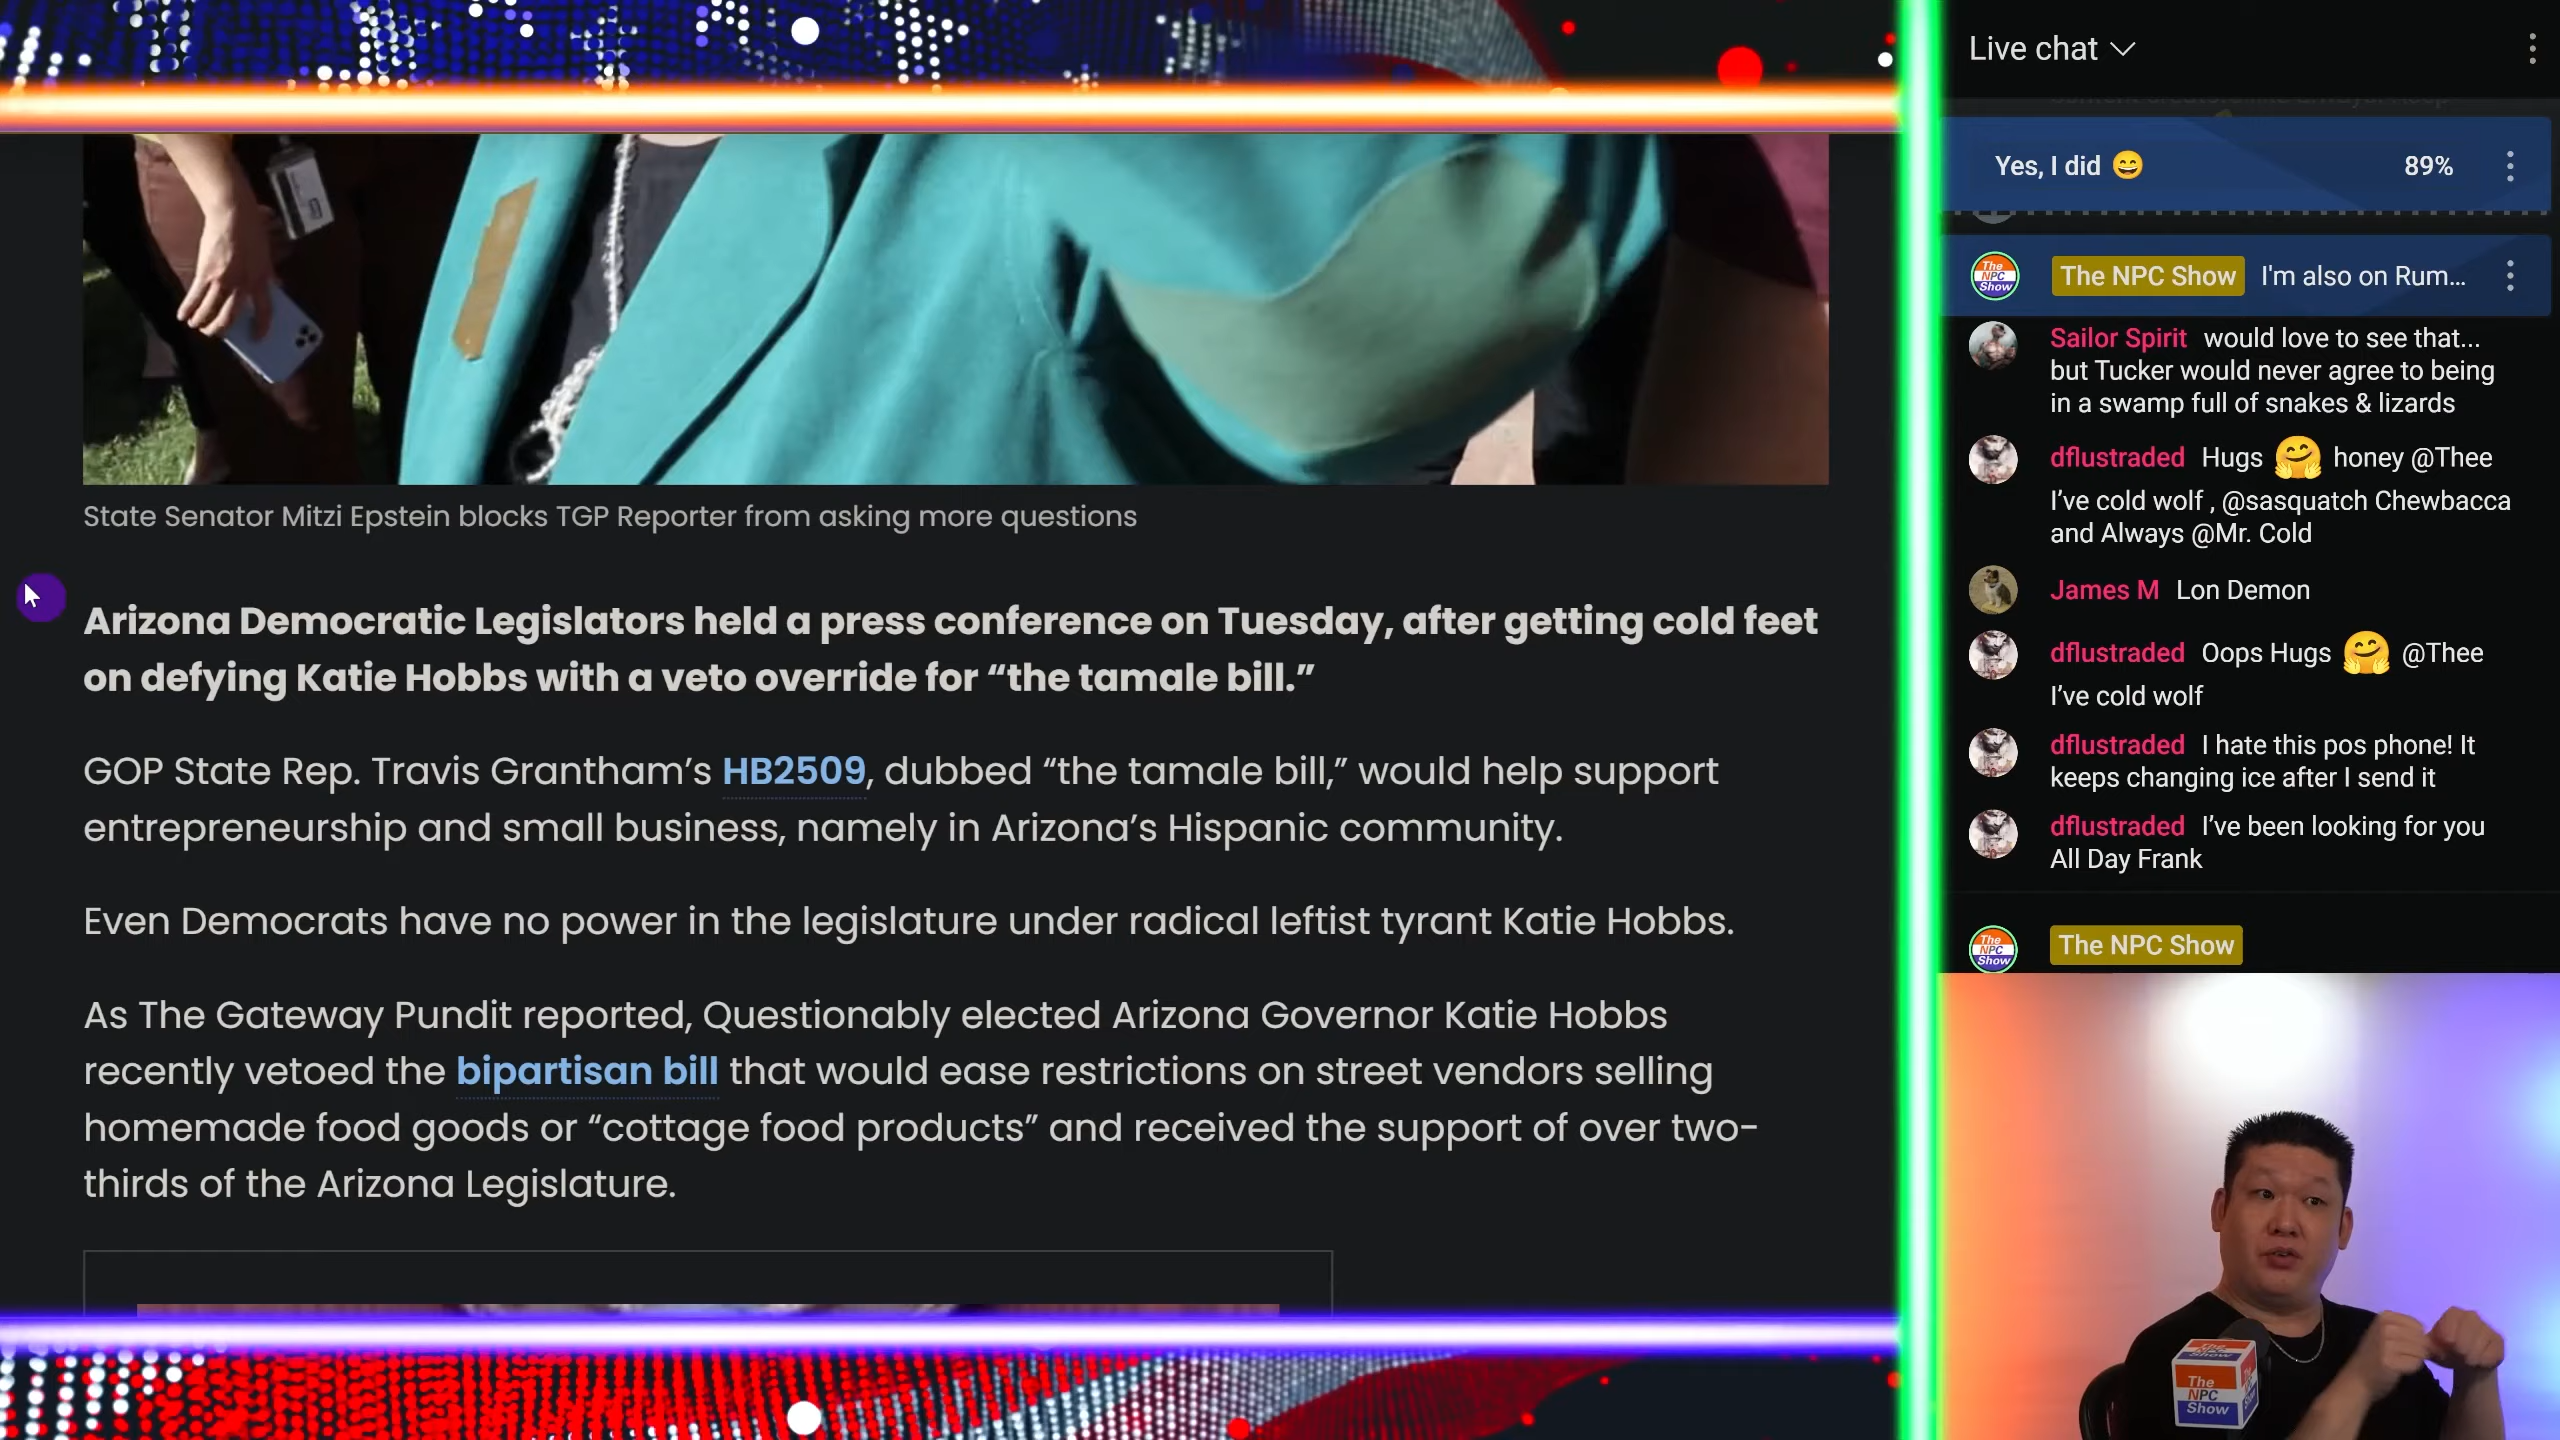 State Senator Mitzi Epstein blocks TGP Reporter from asking more questions
Arizona Democratic Legislators held a press conference on Tuesday, after getting cold feet
on defying Katie Hobbs with a veto override for “the tamale bill.”
GOP State Rep. Travis Grantham’s HB2509, dubbed “the tamale bill,” would help support
entrepreneurship and small business, namely in Arizona’s Hispanic community.
Even Democrats have no power in the legislature under radical leftist tyrant Katie Hobbs.
As The Gateway Pundit reported, Questionably elected Arizona Governor Katie Hobbs
recently vetoed the bipartisan bill that would ease restrictions on street vendors selling
homemade food goods or “cottage food products” and received the support of over two-
thirds of the Arizona Legislature.
Live chat
Yes, I did 😄 89%
The NPC Show
The NPC Show I'm also on Rum...
Sailor Spirit would love to see that...
but Tucker would never agree to being
in a swamp full of snakes & lizards
dflustraded Hugs 🤗 honey @Thee
I’ve cold wolf , @sasquatch Chewbacca
and Always @Mr. Cold
James M Lon Demon
dflustraded Oops Hugs 🤗 @Thee
I’ve cold wolf
dflustraded I hate this pos phone! It
keeps changing ice after I send it
dflustraded I’ve been looking for you
All Day Frank
The NPC Show
The NPC Show
The
NPC
Show